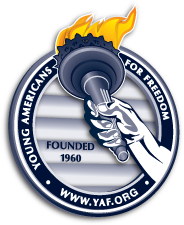 YOUNG AMERICANS
FOR FREEDOM
FOUNDED
1960
• WWW.YAF.ORG •